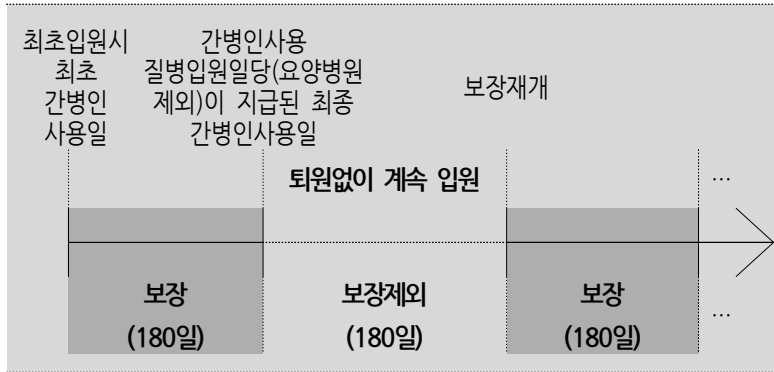 최초입원시
최초
간병인
사용일
간병인사용
질병입원일당(요양병원
제외)이 지급된 최종
간병인사용일
보장재개
퇴원없이 계속 입원
…
보장
(180일)
보장제외
(180일)
보장
(180일)
…